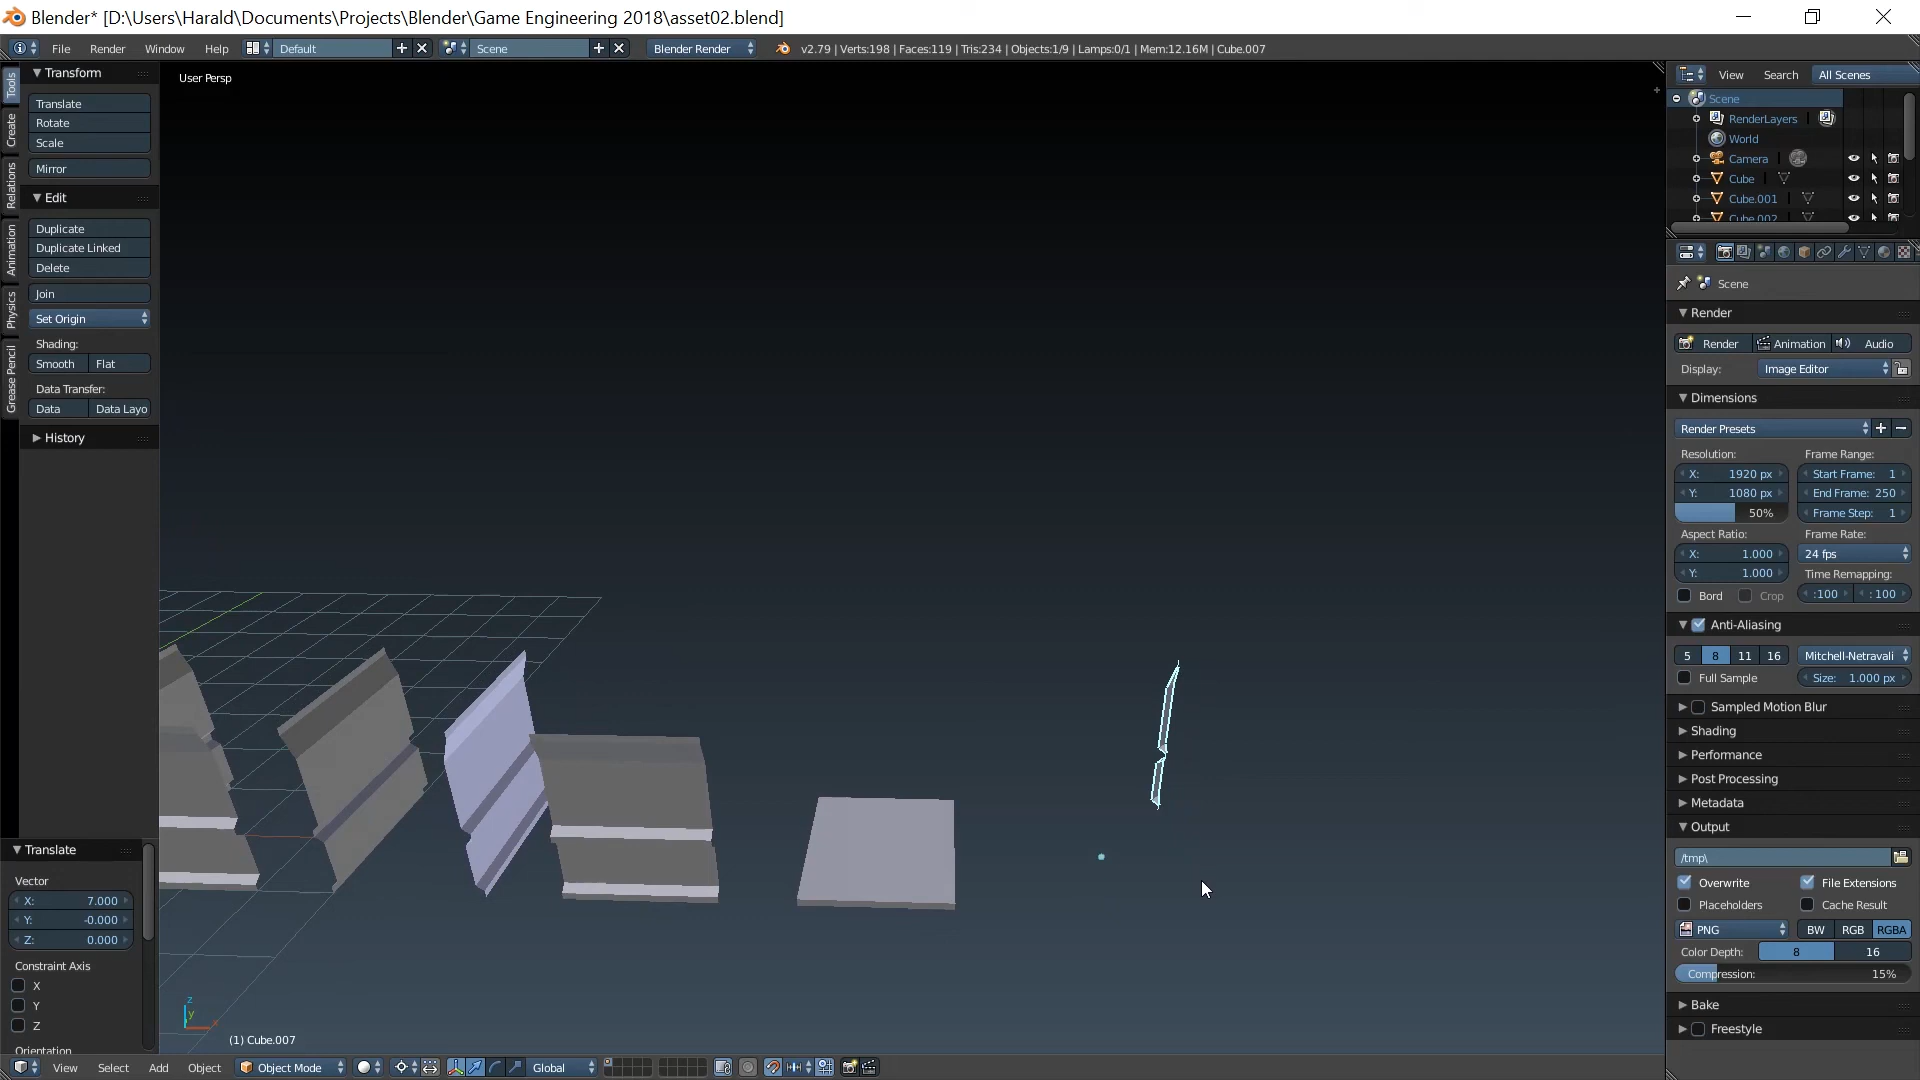 Blender* [D:\Users\Harald\Documents\Projects\Blender\Game Engineering 2018\asset02.blend]
File Render Window Help Default Scene Blender Render v2.79 | Verts:198 | Faces:119 | Tris:234 | Objects:1/9 | Lamps:0/1 | Mem:12.16M | Cube.007
Tools
Create
Relations
Animation
Physics
Grease Pencil
Transform
Translate
Rotate
Scale
Mirror
Edit
Duplicate
Duplicate Linked
Delete
Join
Set Origin
Shading:
Smooth Flat
Data Transfer:
Data Data Layo
History
Translate
Vector
X: 7.000
Y: -0.000
Z: 0.000
Constraint Axis
X
Y
Z
Orientation
User Persp
z
y
x
(1) Cube.007
View Select Add Object Object Mode Global
View Search All Scenes
Scene
RenderLayers
World
Camera
Cube
Cube.001
Cube.002
Scene
Render
Render Animation Audio
Display: Image Editor
Dimensions
Render Presets
Resolution: Frame Range:
X: 1920 px Start Frame: 1
Y: 1080 px End Frame: 250
50% Frame Step: 1
Aspect Ratio: Frame Rate:
X: 1.000 24 fps
Y: 1.000 Time Remapping:
Bord Crop :100 : 100
Anti-Aliasing
5 8 11 16 Mitchell-Netravali
Full Sample Size: 1.000 px
Sampled Motion Blur
Shading
Performance
Post Processing
Metadata
Output
/tmp\
Overwrite File Extensions
Placeholders Cache Result
PNG BW RGB RGBA
Color Depth: 8 16
Compression: 15%
Bake
Freestyle